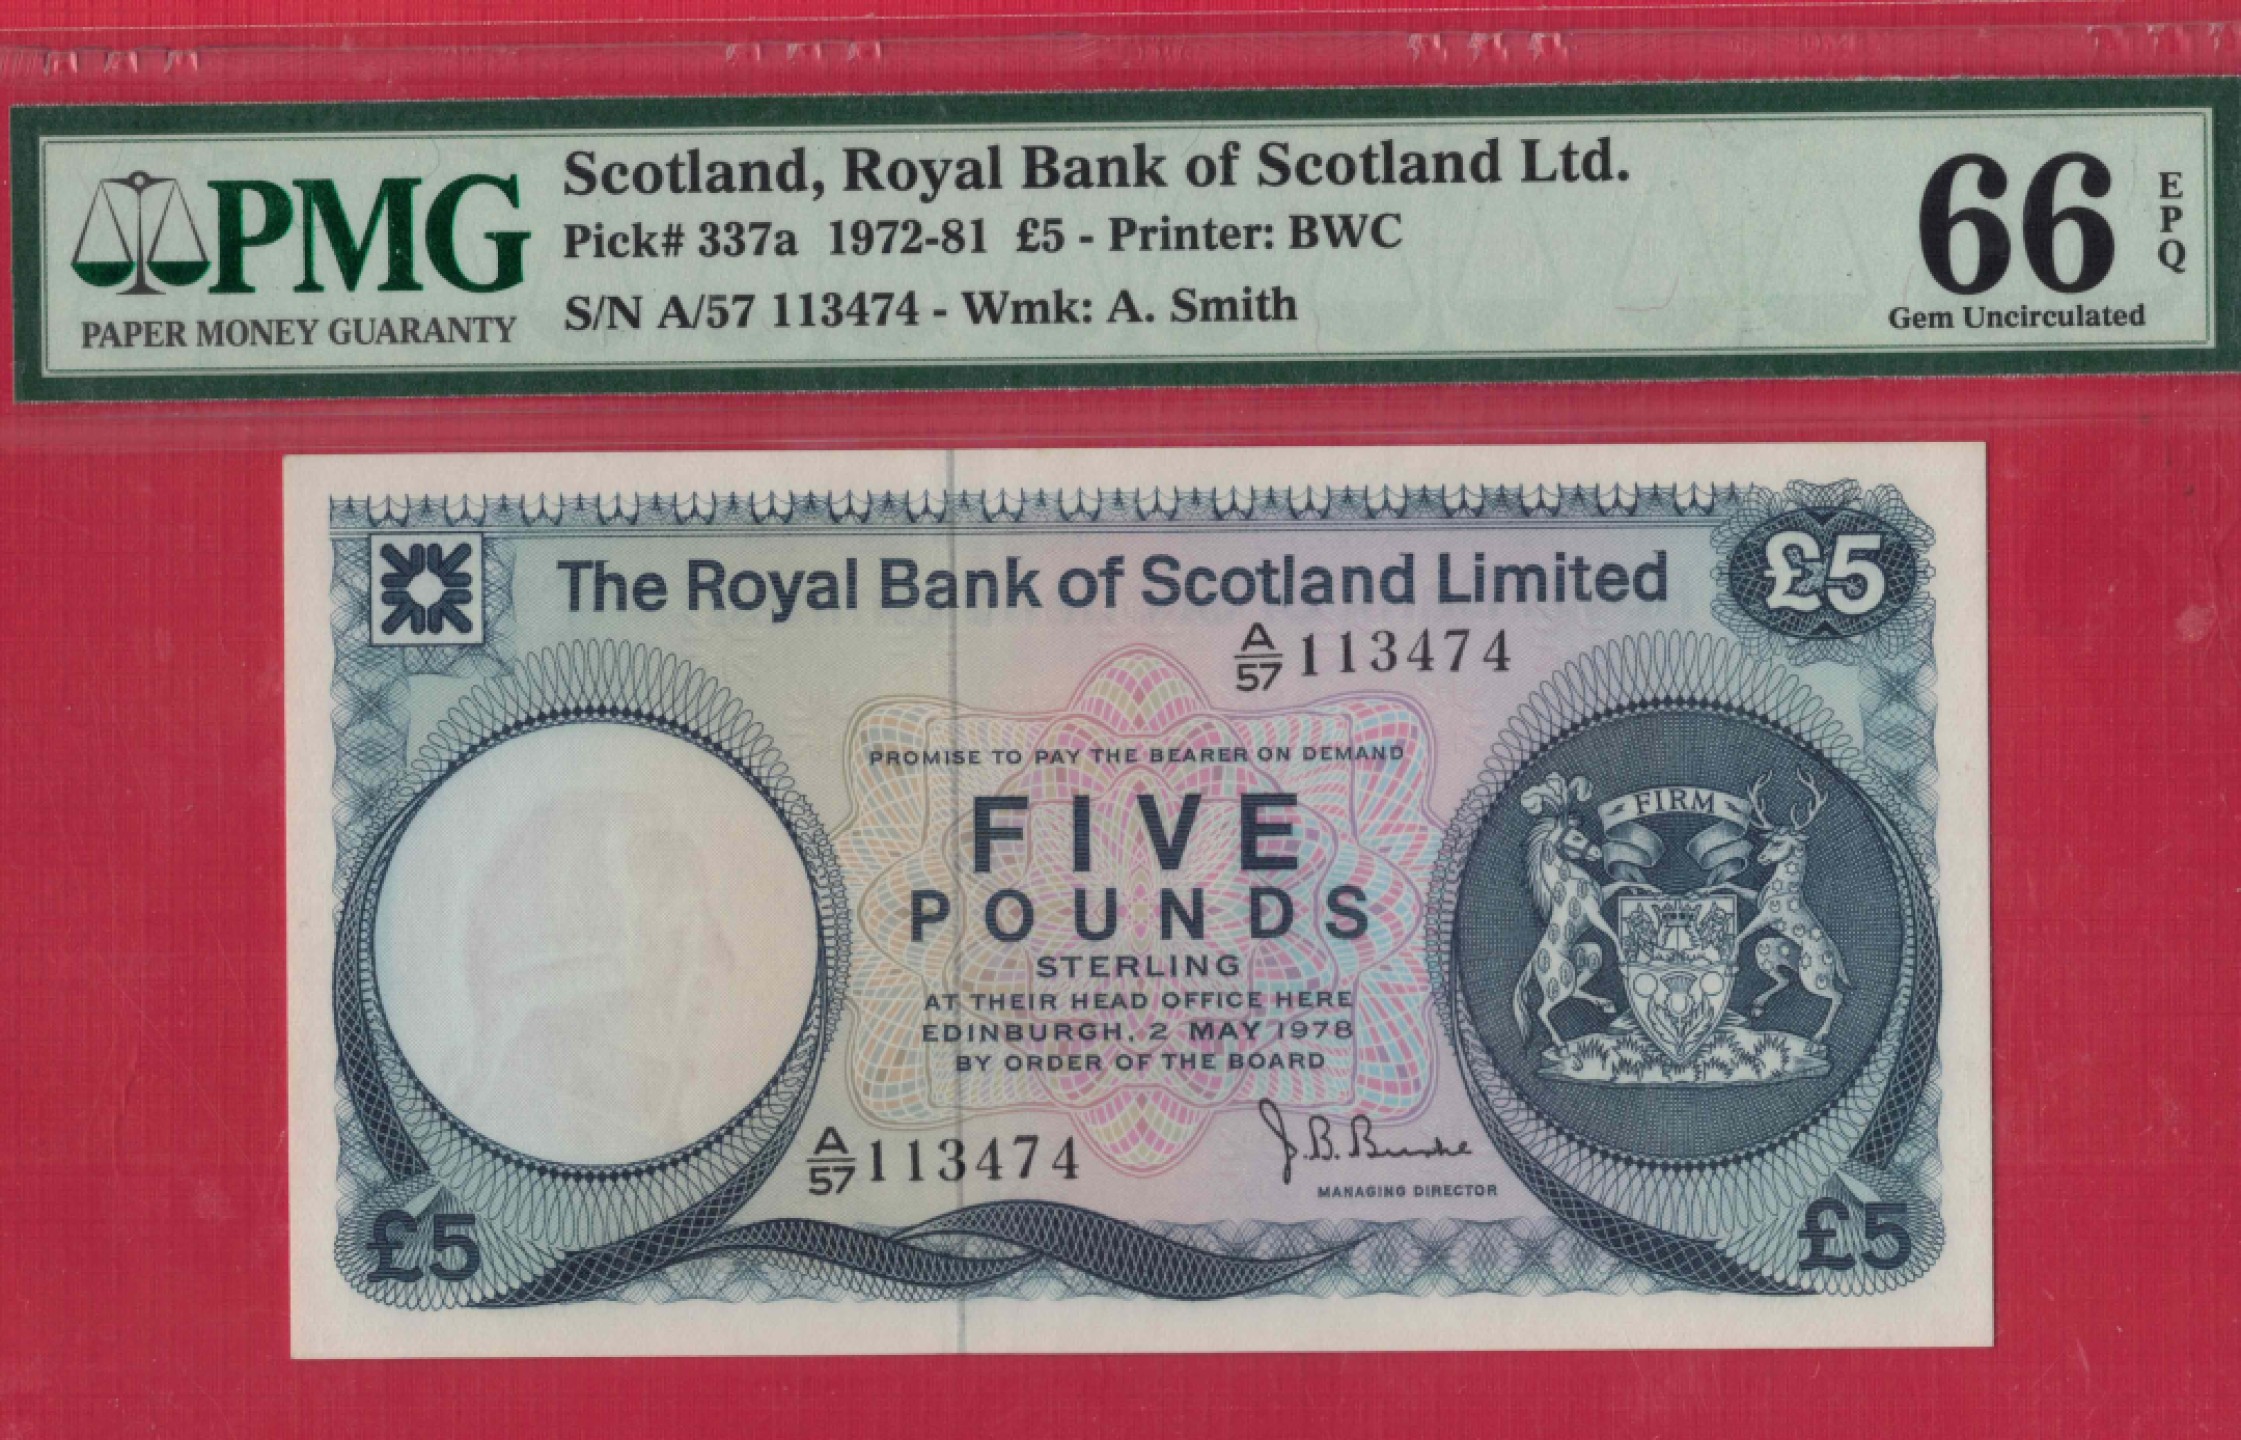 PMG
PAPER MONEY GUARANTY
Scotland, Royal Bank of Scotland Ltd.
Pick# 337a 1972-81 £5 - Printer: BWC
S/N A/57 113474 - Wmk: A. Smith
66
EPQ
Gem Uncirculated
The Royal Bank of Scotland Limited
£5
A/57 113474
PROMISE TO PAY THE BEARER ON DEMAND
FIVE
POUNDS
STERLING
AT THEIR HEAD OFFICE HERE
EDINBURGH, 2 MAY 1978
BY ORDER OF THE BOARD
FIRM
A/57 113474
J. B. Burke
MANAGING DIRECTOR
£5
£5